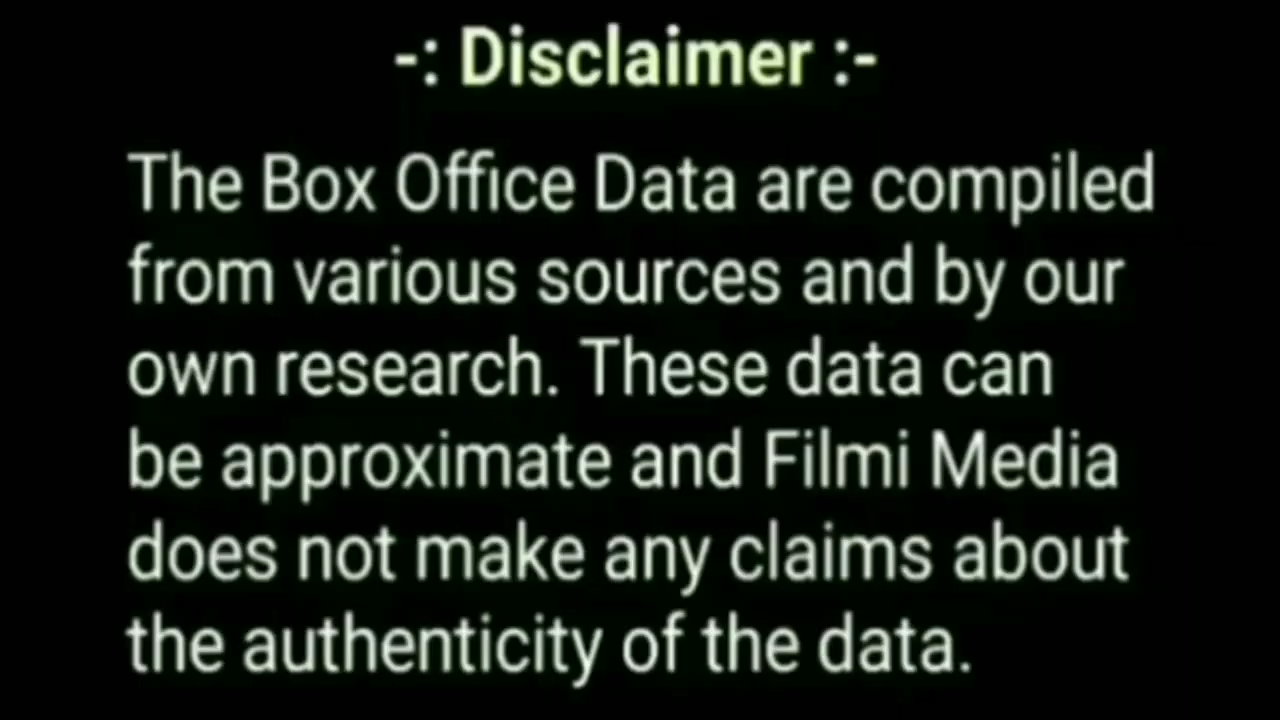 -: Disclaimer :-
The Box Office Data are compiled
from various sources and by our
own research. These data can
be approximate and Filmi Media
does not make any claims about
the authenticity of the data.